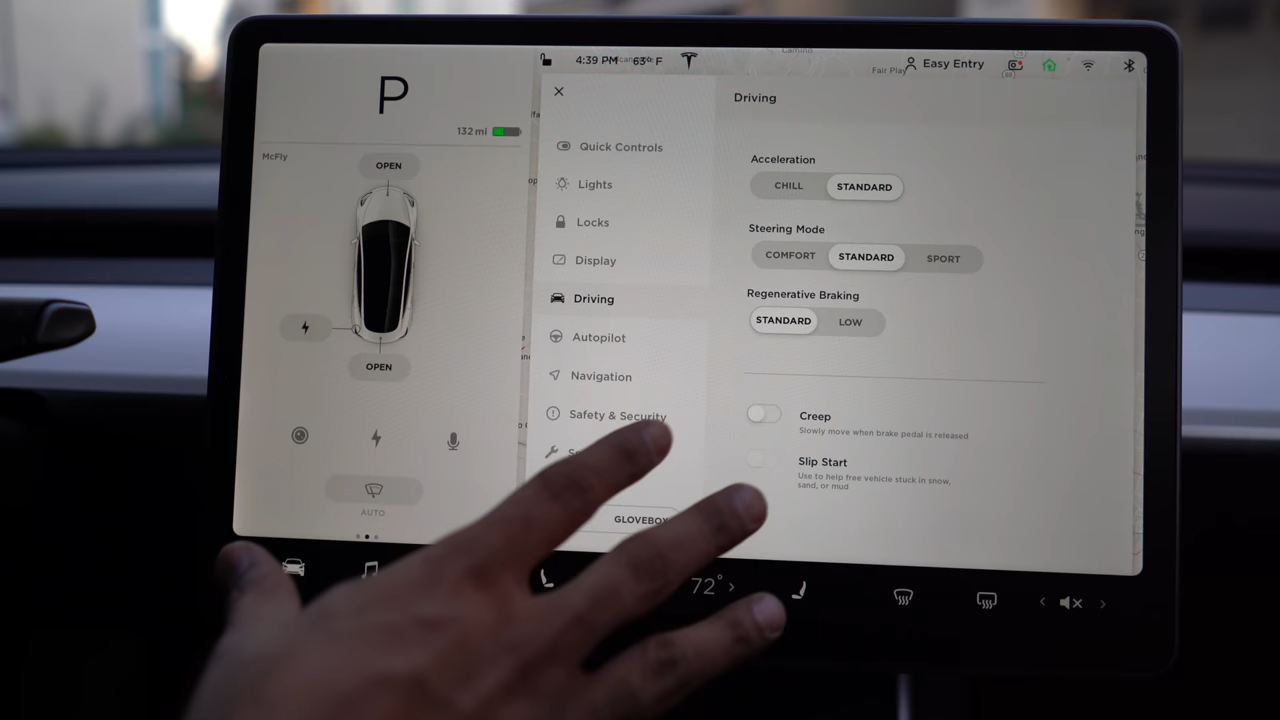 P
132 mi
McFly
OPEN
OPEN
AUTO
4:39 PM
63° F
Camino
Fair Play
Easy Entry
Quick Controls
Lights
Locks
Display
Driving
Autopilot
Navigation
Safety & Security
GLOVEBOX
Driving
Acceleration
CHILL STANDARD
Steering Mode
COMFORT STANDARD SPORT
Regenerative Braking
STANDARD LOW
Creep
Slowly move when brake pedal is released
Slip Start
Use to help free vehicle stuck in snow,
sand, or mud
72°